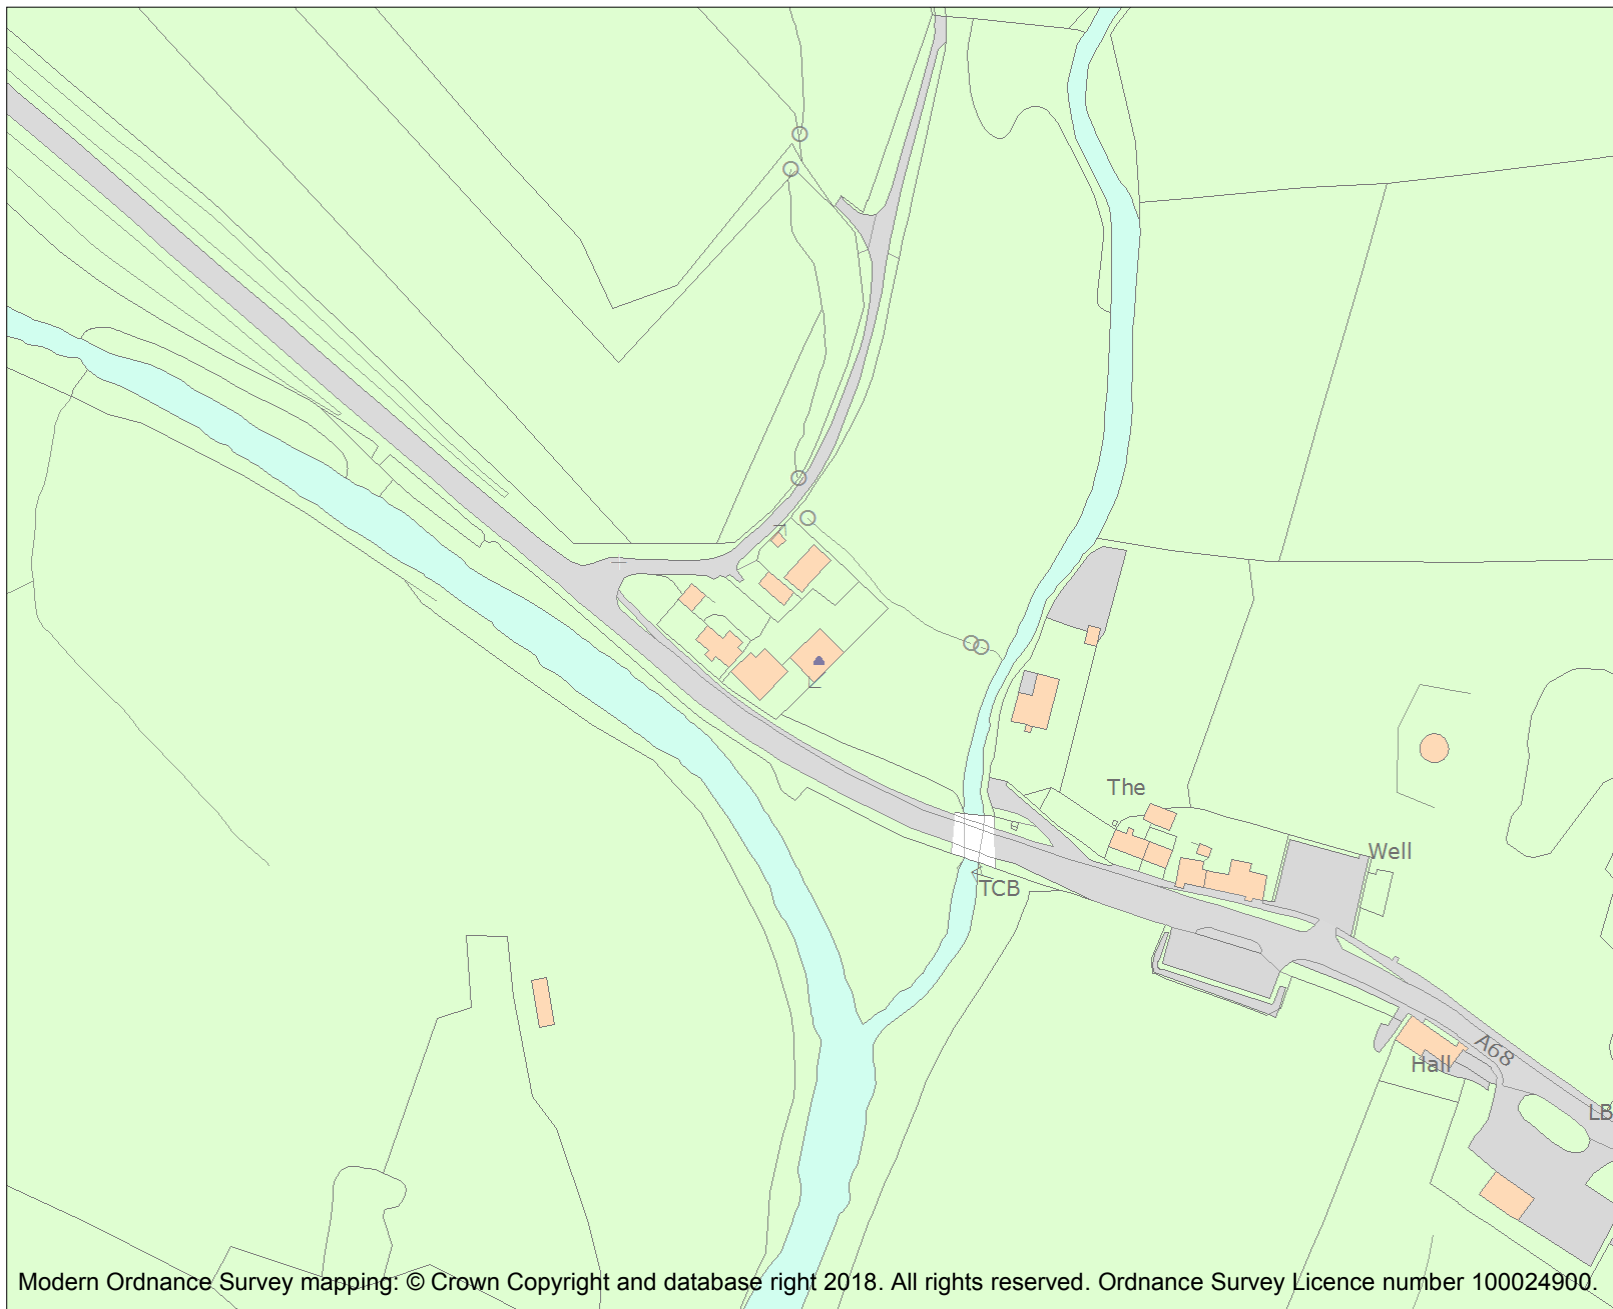 The
Well
TCB
A68
Hall
LB
Modern Ordnance Survey mapping: © Crown Copyright and database right 2018. All rights reserved. Ordnance Survey Licence number 100024900.